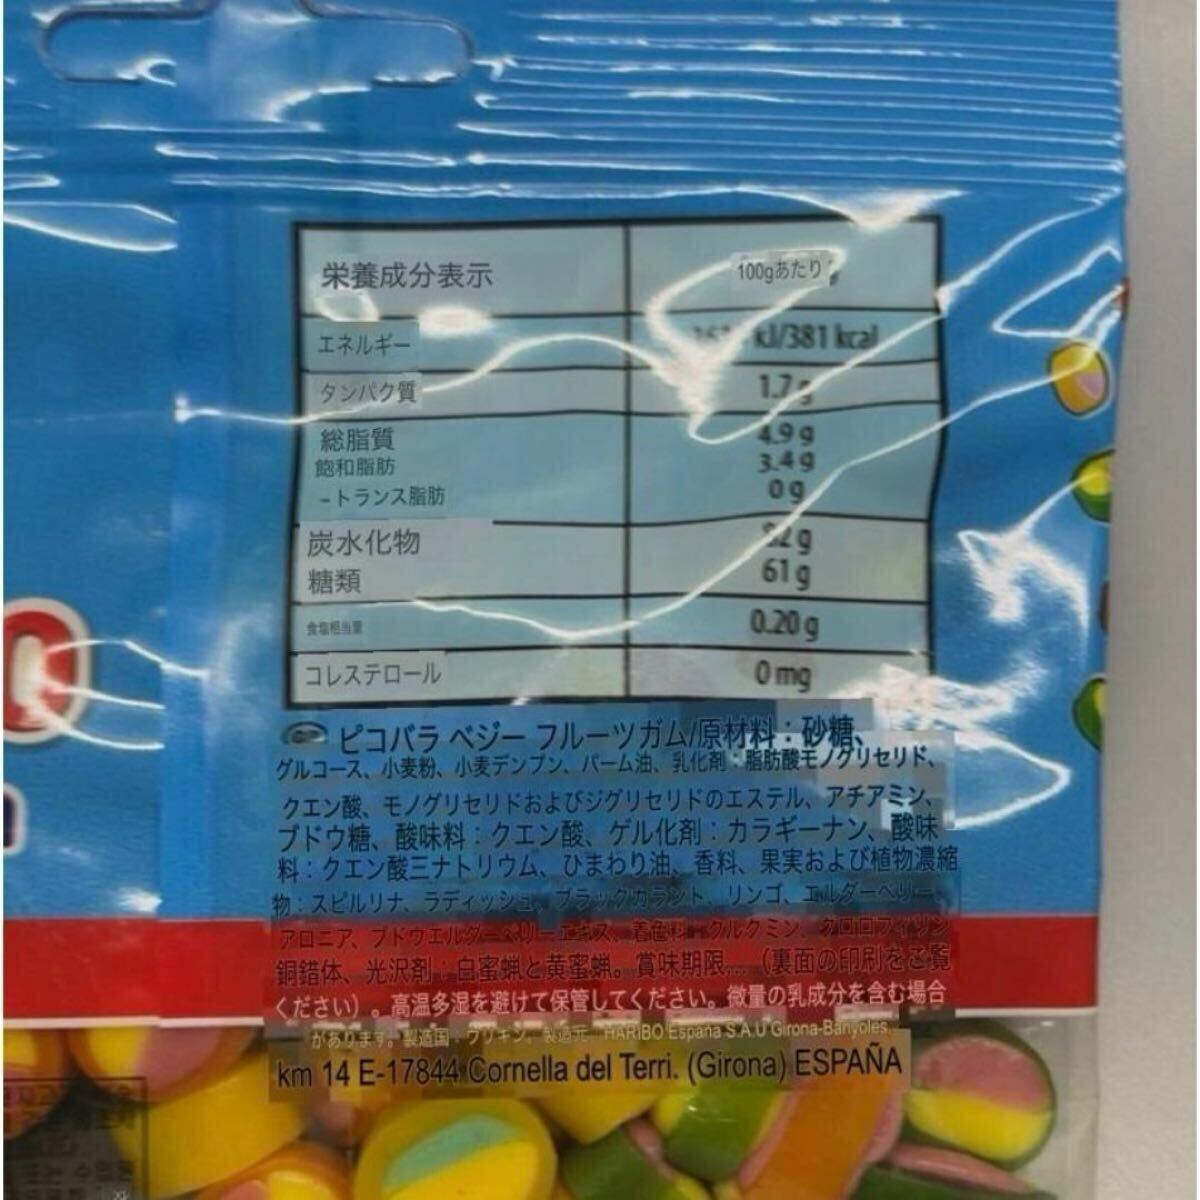 栄養成分表示 100gあたり
エネルギー kJ/381 kcal
タンパク質 1.7 g
総脂質 4.9 g
飽和脂肪 3.4 g
-トランス脂肪 0 g
炭水化物 82 g
糖類 61 g
食塩相当量 0.20 g
コレステロール 0 mg
ピコバラ ベジー フルーツガム/原材料：砂糖、
グルコース、小麦粉、小麦デンプン、パーム油、乳化剤：脂肪酸モノグリセリド、
クエン酸、モノグリセリドおよびジグリセリドのエステル、アチアミン、
ブドウ糖、酸味料：クエン酸、ゲル化剤：カラギーナン、酸味
料：クエン酸三ナトリウム、ひまわり油、香料、果実および植物濃縮
物：スピルリナ、ラディッシュ、ブラックカラント、リンゴ、エルダーベリー、
アロニア、ブドウエルダーベリーエキス、着色料：クルクミン、クロロフィリン
銅錯体、光沢剤：白蜜蝋と黄蜜蝋。賞味期限...（裏面の印刷をご覧
ください）。高温多湿を避けて保管してください。微量の乳成分を含む場合
があります。製造国 製造元 HARIBO España S.A.U Girona-Banyoles.
km 14 E-17844 Cornella del Terri. (Girona) ESPAÑA